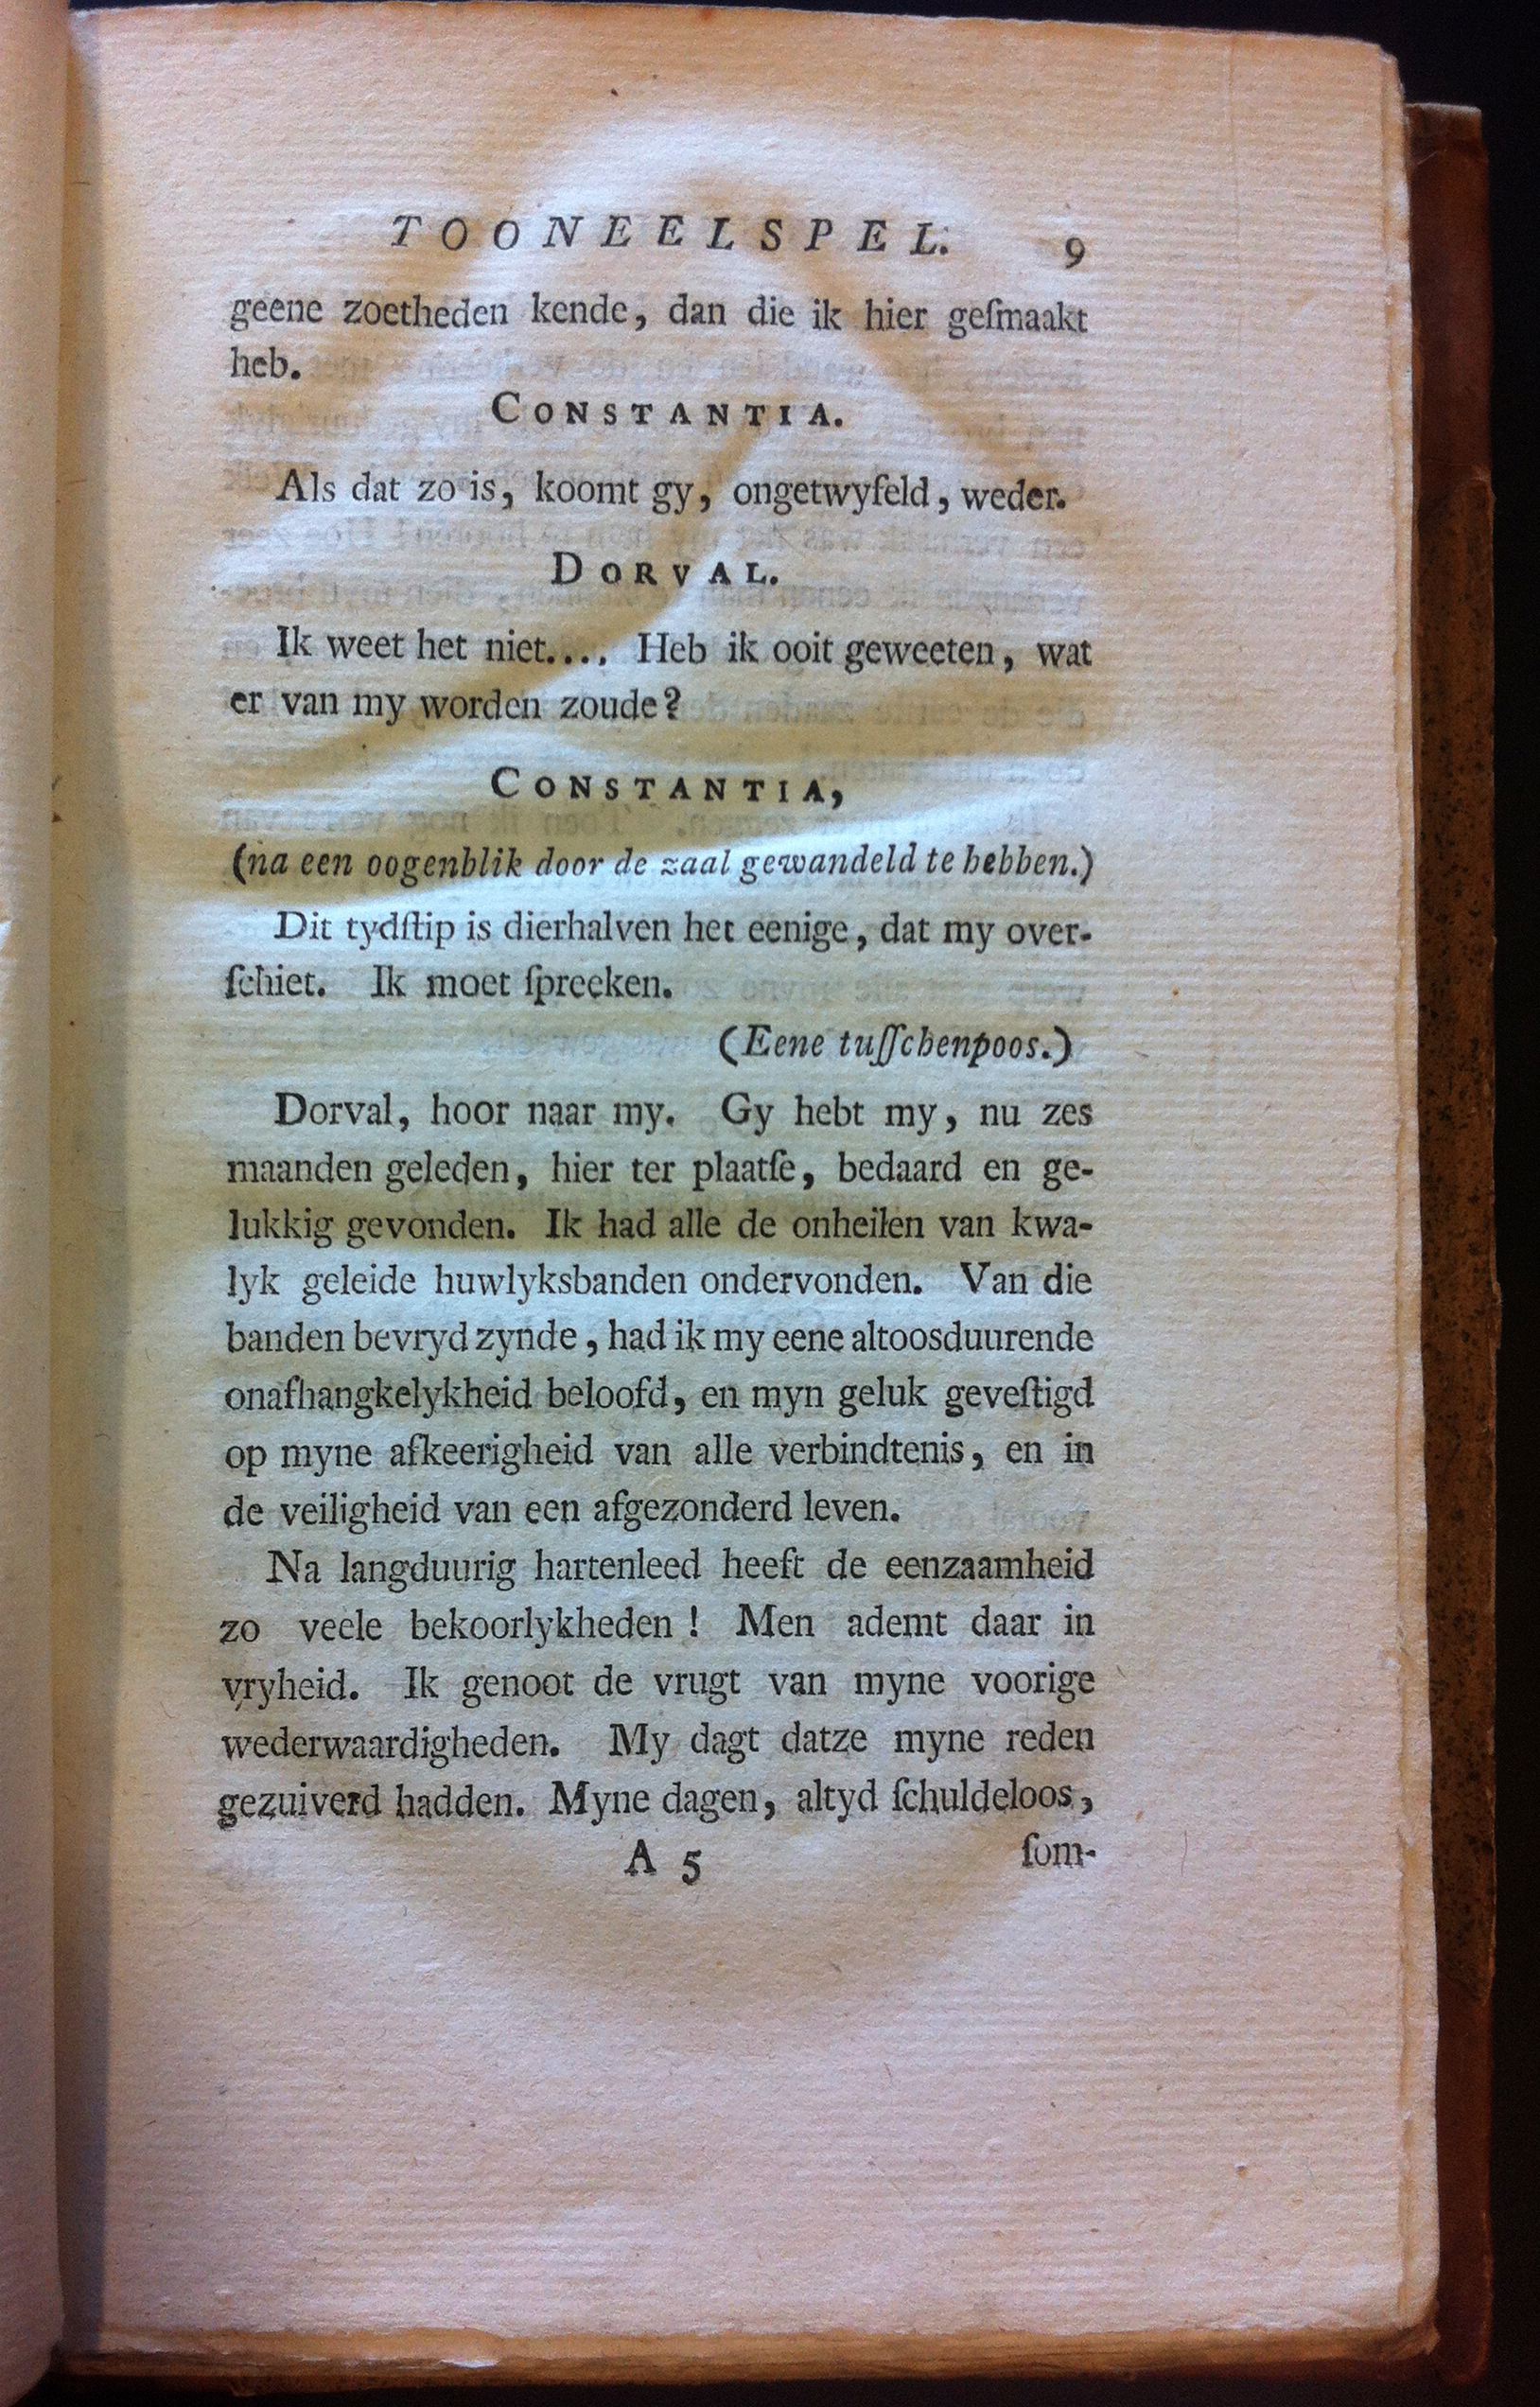 TOONEELSPEL. 9
geene zoetheden kende, dan die ik hier geſmaakt
heb.
CONSTANTIA.
Als dat zo is, koomt gy, ongetwyfeld, weder.
DORVAL.
Ik weet het niet.... Heb ik ooit geweeten, wat
er van my worden zoude?
CONSTANTIA,
(na een oogenblik door de zaal gewandeld te hebben.)
Dit tydſtip is dierhalven het eenige, dat my over-
ſchiet. Ik moet ſpreeken.
(Eene tuſſchenpoos.)
Dorval, hoor naar my. Gy hebt my, nu zes
maanden geleden, hier ter plaatſe, bedaard en ge-
lukkig gevonden. Ik had alle de onheilen van kwa-
lyk geleide huwlyksbanden ondervonden. Van die
banden bevryd zynde, had ik my eene altoosduurende
onafhangkelykheid beloofd, en myn geluk geveſtigd
op myne afkeerigheid van alle verbindtenis, en in
de veiligheid van een afgezonderd leven.
Na langduurig hartenleed heeft de eenzaamheid
zo veele bekoorlykheden! Men ademt daar in
vryheid. Ik genoot de vrugt van myne voorige
wederwaardigheden. My dagt datze myne reden
gezuiverd hadden. Myne dagen, altyd ſchuldeloos,
A 5 ſom-